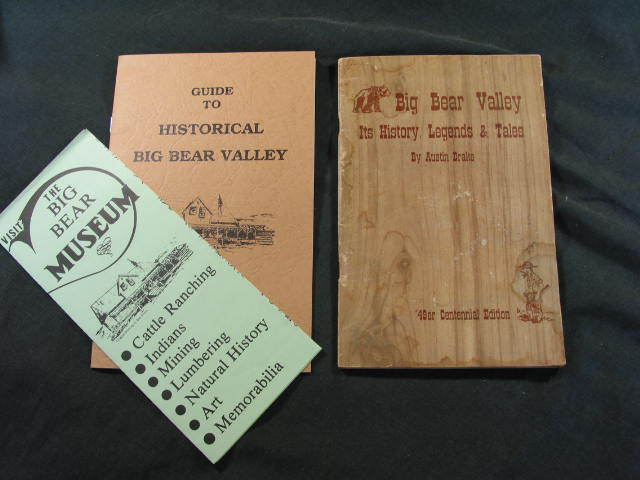 GUIDE
TO
HISTORICAL
BIG BEAR VALLEY
VISIT
THE
BIG
BEAR
MUSEUM
Cattle Ranching
Indians
Mining
Lumberling
Natural History
Art
Memorabilia
Big Bear Valley
Its History, Legends & Tales
By Austin Drake
'49er Centennial Edition